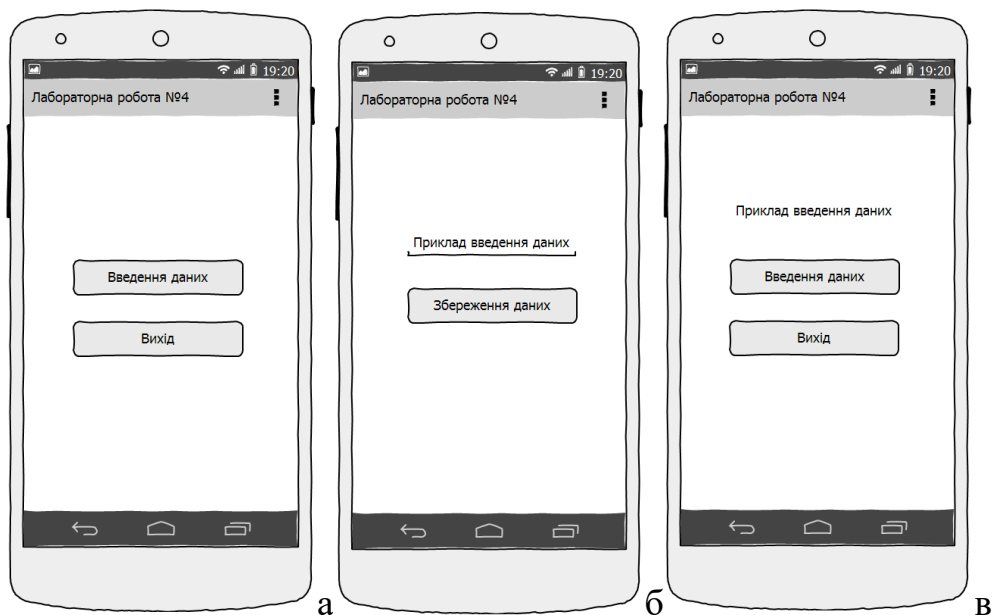 19:20
Лабораторна робота №4
Введення даних
Вихід
а
19:20
Лабораторна робота №4
Приклад введення даних
Збереження даних
б
19:20
Лабораторна робота №4
Приклад введення даних
Введення даних
Вихід
в